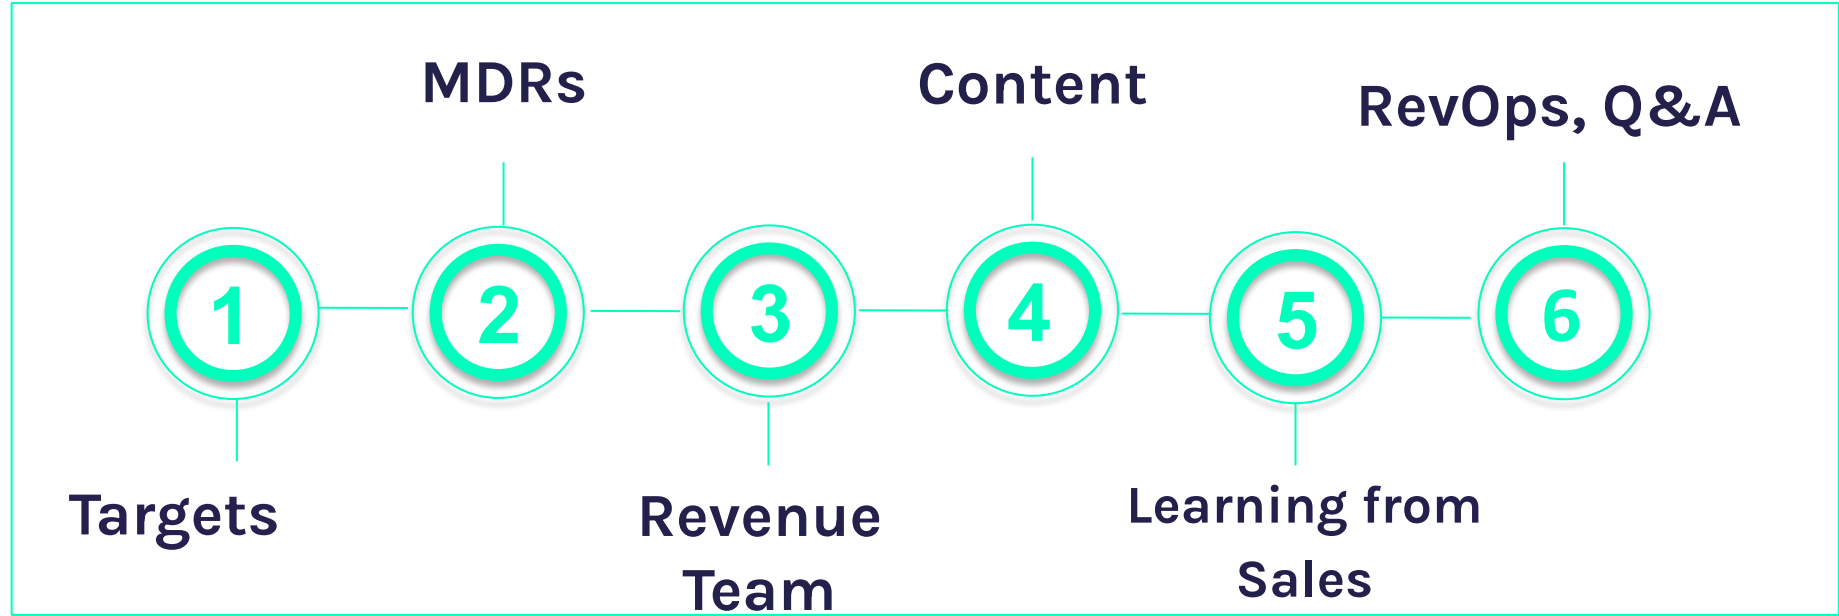 MDRs
Content
RevOps, Q&A
1
2
3
4
5
6
Targets
Revenue
Team
Learning from
Sales